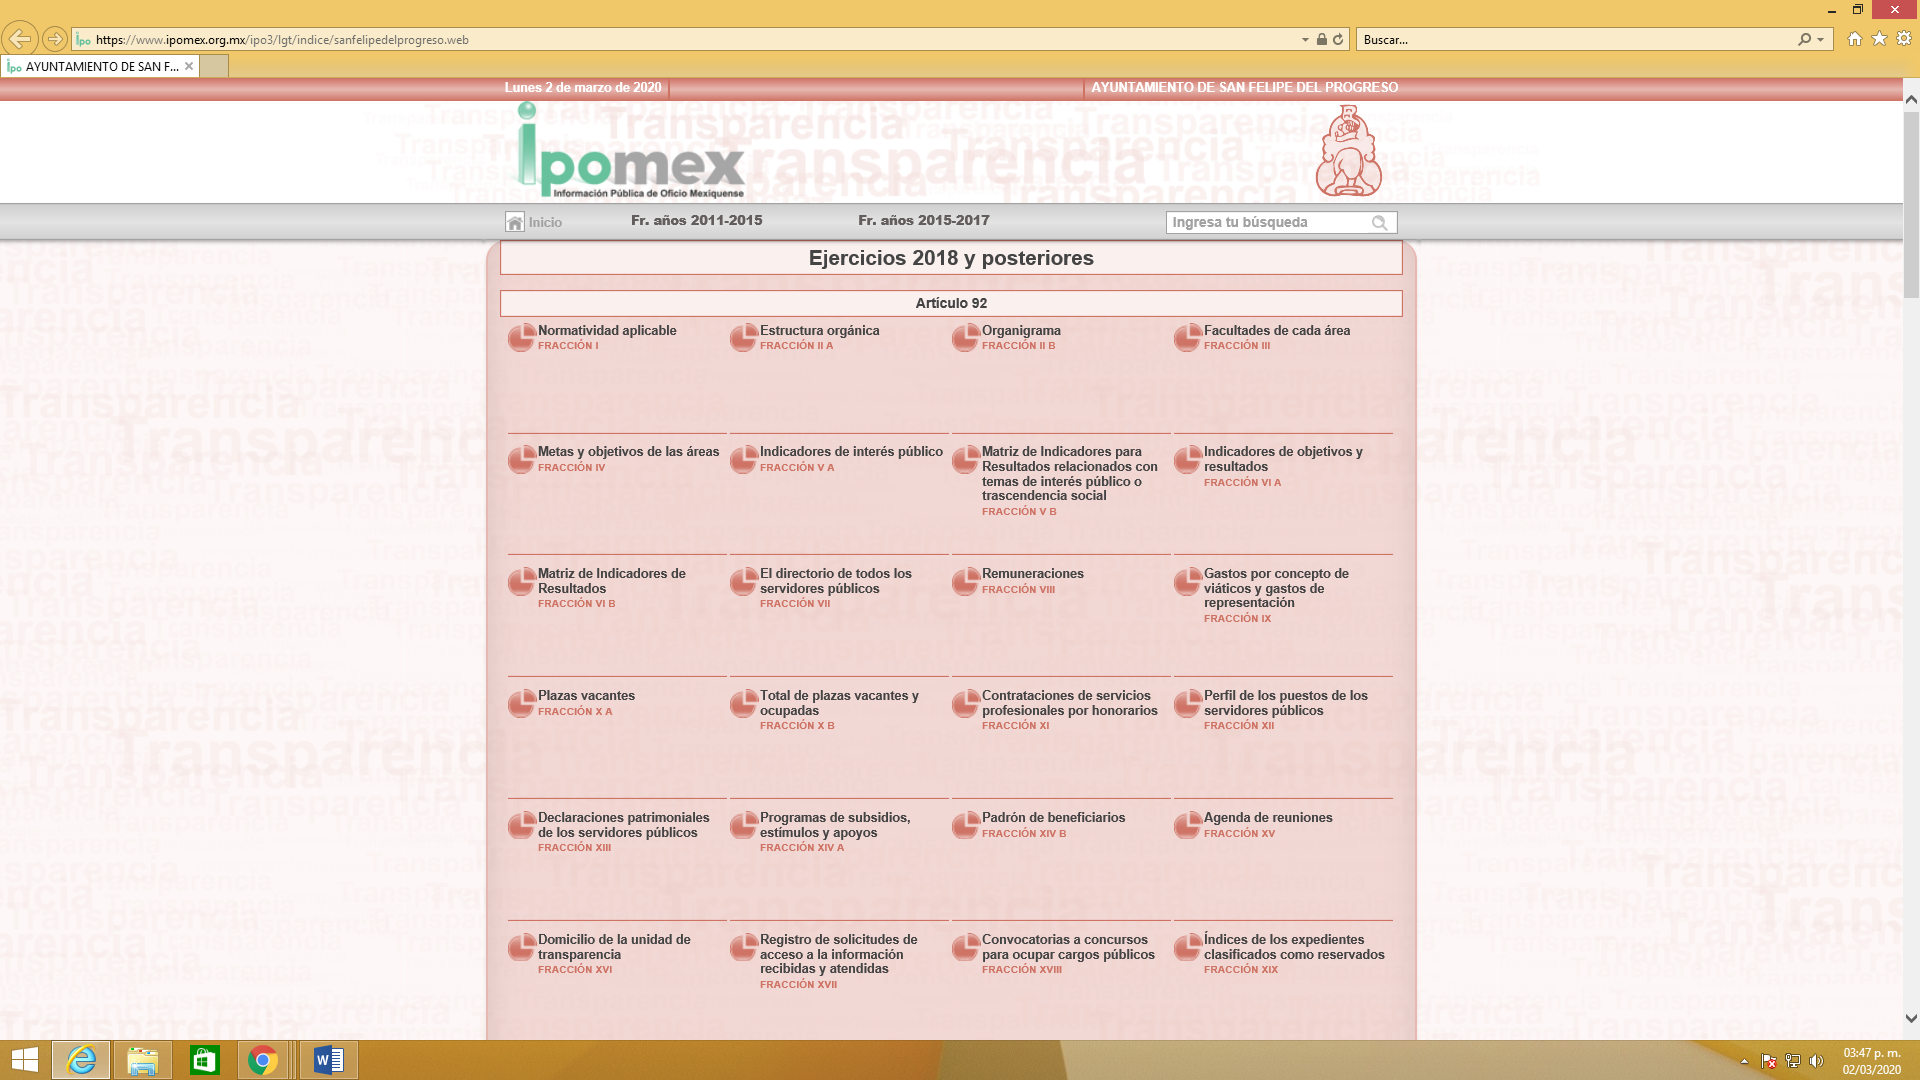 https://www.ipomex.org.mx/ipo3/lgt/indice/sanfelipedelprogreso.web
Buscar...
AYUNTAMIENTO DE SAN F...
Lunes 2 de marzo de 2020
AYUNTAMIENTO DE SAN FELIPE DEL PROGRESO
ipomex
Información Pública de Oficio Mexiquense
Transparencia
Inicio
Fr. años 2011-2015
Fr. años 2015-2017
Ingresa tu búsqueda
Ejercicios 2018 y posteriores
Artículo 92
Normatividad aplicable
FRACCIÓN I
Estructura orgánica
FRACCIÓN II A
Organigrama
FRACCIÓN II B
Facultades de cada área
FRACCIÓN III
Metas y objetivos de las áreas
FRACCIÓN IV
Indicadores de interés público
FRACCIÓN V A
Matriz de Indicadores para
Resultados relacionados con
temas de interés público o
trascendencia social
FRACCIÓN V B
Indicadores de objetivos y
resultados
FRACCIÓN VI A
Matriz de Indicadores de
Resultados
FRACCIÓN VI B
El directorio de todos los
servidores públicos
FRACCIÓN VII
Remuneraciones
FRACCIÓN VIII
Gastos por concepto de
viáticos y gastos de
representación
FRACCIÓN IX
Plazas vacantes
FRACCIÓN X A
Total de plazas vacantes y
ocupadas
FRACCIÓN X B
Contrataciones de servicios
profesionales por honorarios
FRACCIÓN XI
Perfil de los puestos de los
servidores públicos
FRACCIÓN XII
Declaraciones patrimoniales
de los servidores públicos
FRACCIÓN XIII
Programas de subsidios,
estímulos y apoyos
FRACCIÓN XIV A
Padrón de beneficiarios
FRACCIÓN XIV B
Agenda de reuniones
FRACCIÓN XV
Domicilio de la unidad de
transparencia
FRACCIÓN XVI
Registro de solicitudes de
acceso a la información
recibidas y atendidas
FRACCIÓN XVII
Convocatorias a concursos
para ocupar cargos públicos
FRACCIÓN XVIII
Índices de los expedientes
clasificados como reservados
FRACCIÓN XIX
03:47 p. m.
02/03/2020